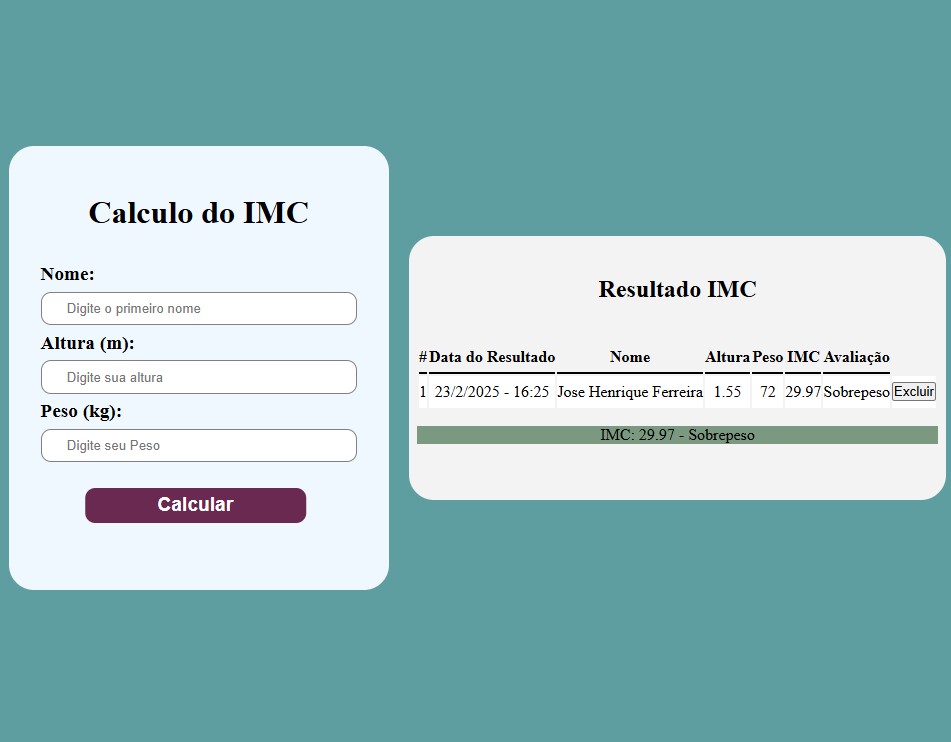 Calculo do IMC
Nome:
Digite o primeiro nome
Altura (m):
Digite sua altura
Peso (kg):
Digite seu Peso
Calcular
Resultado IMC
# Data do Resultado Nome Altura Peso IMC Avaliação
1 23/2/2025 - 16:25 Jose Henrique Ferreira 1.55 72 29.97 Sobrepeso Excluir
IMC: 29.97 - Sobrepeso